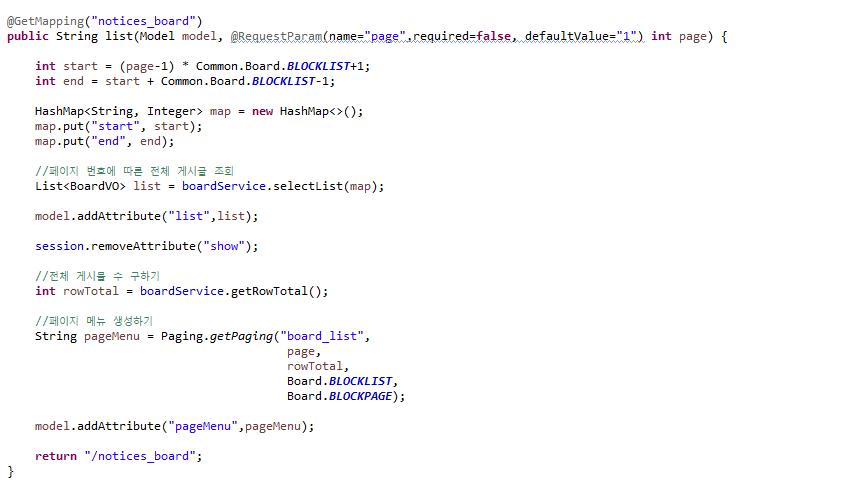 @GetMapping("notices_board")
public String list(Model model, @RequestParam(name="page",required=false, defaultValue="1") int page) {
int start = (page-1) * Common.Board.BLOCKLIST+1;
int end = start + Common.Board.BLOCKLIST-1;
HashMap<String, Integer> map = new HashMap<>();
map.put("start", start);
map.put("end", end);
//페이지 번호에 따른 전체 게시글 조회
List<BoardVO> list = boardService.selectList(map);
model.addAttribute("list",list);
session.removeAttribute("show");
//전체 게시물 수 구하기
int rowTotal = boardService.getRowTotal();
//페이지 메뉴 생성하기
String pageMenu = Paging.getPaging("board_list",
page,
rowTotal,
Board.BLOCKLIST,
Board.BLOCKPAGE);
model.addAttribute("pageMenu",pageMenu);
return "/notices_board";
}